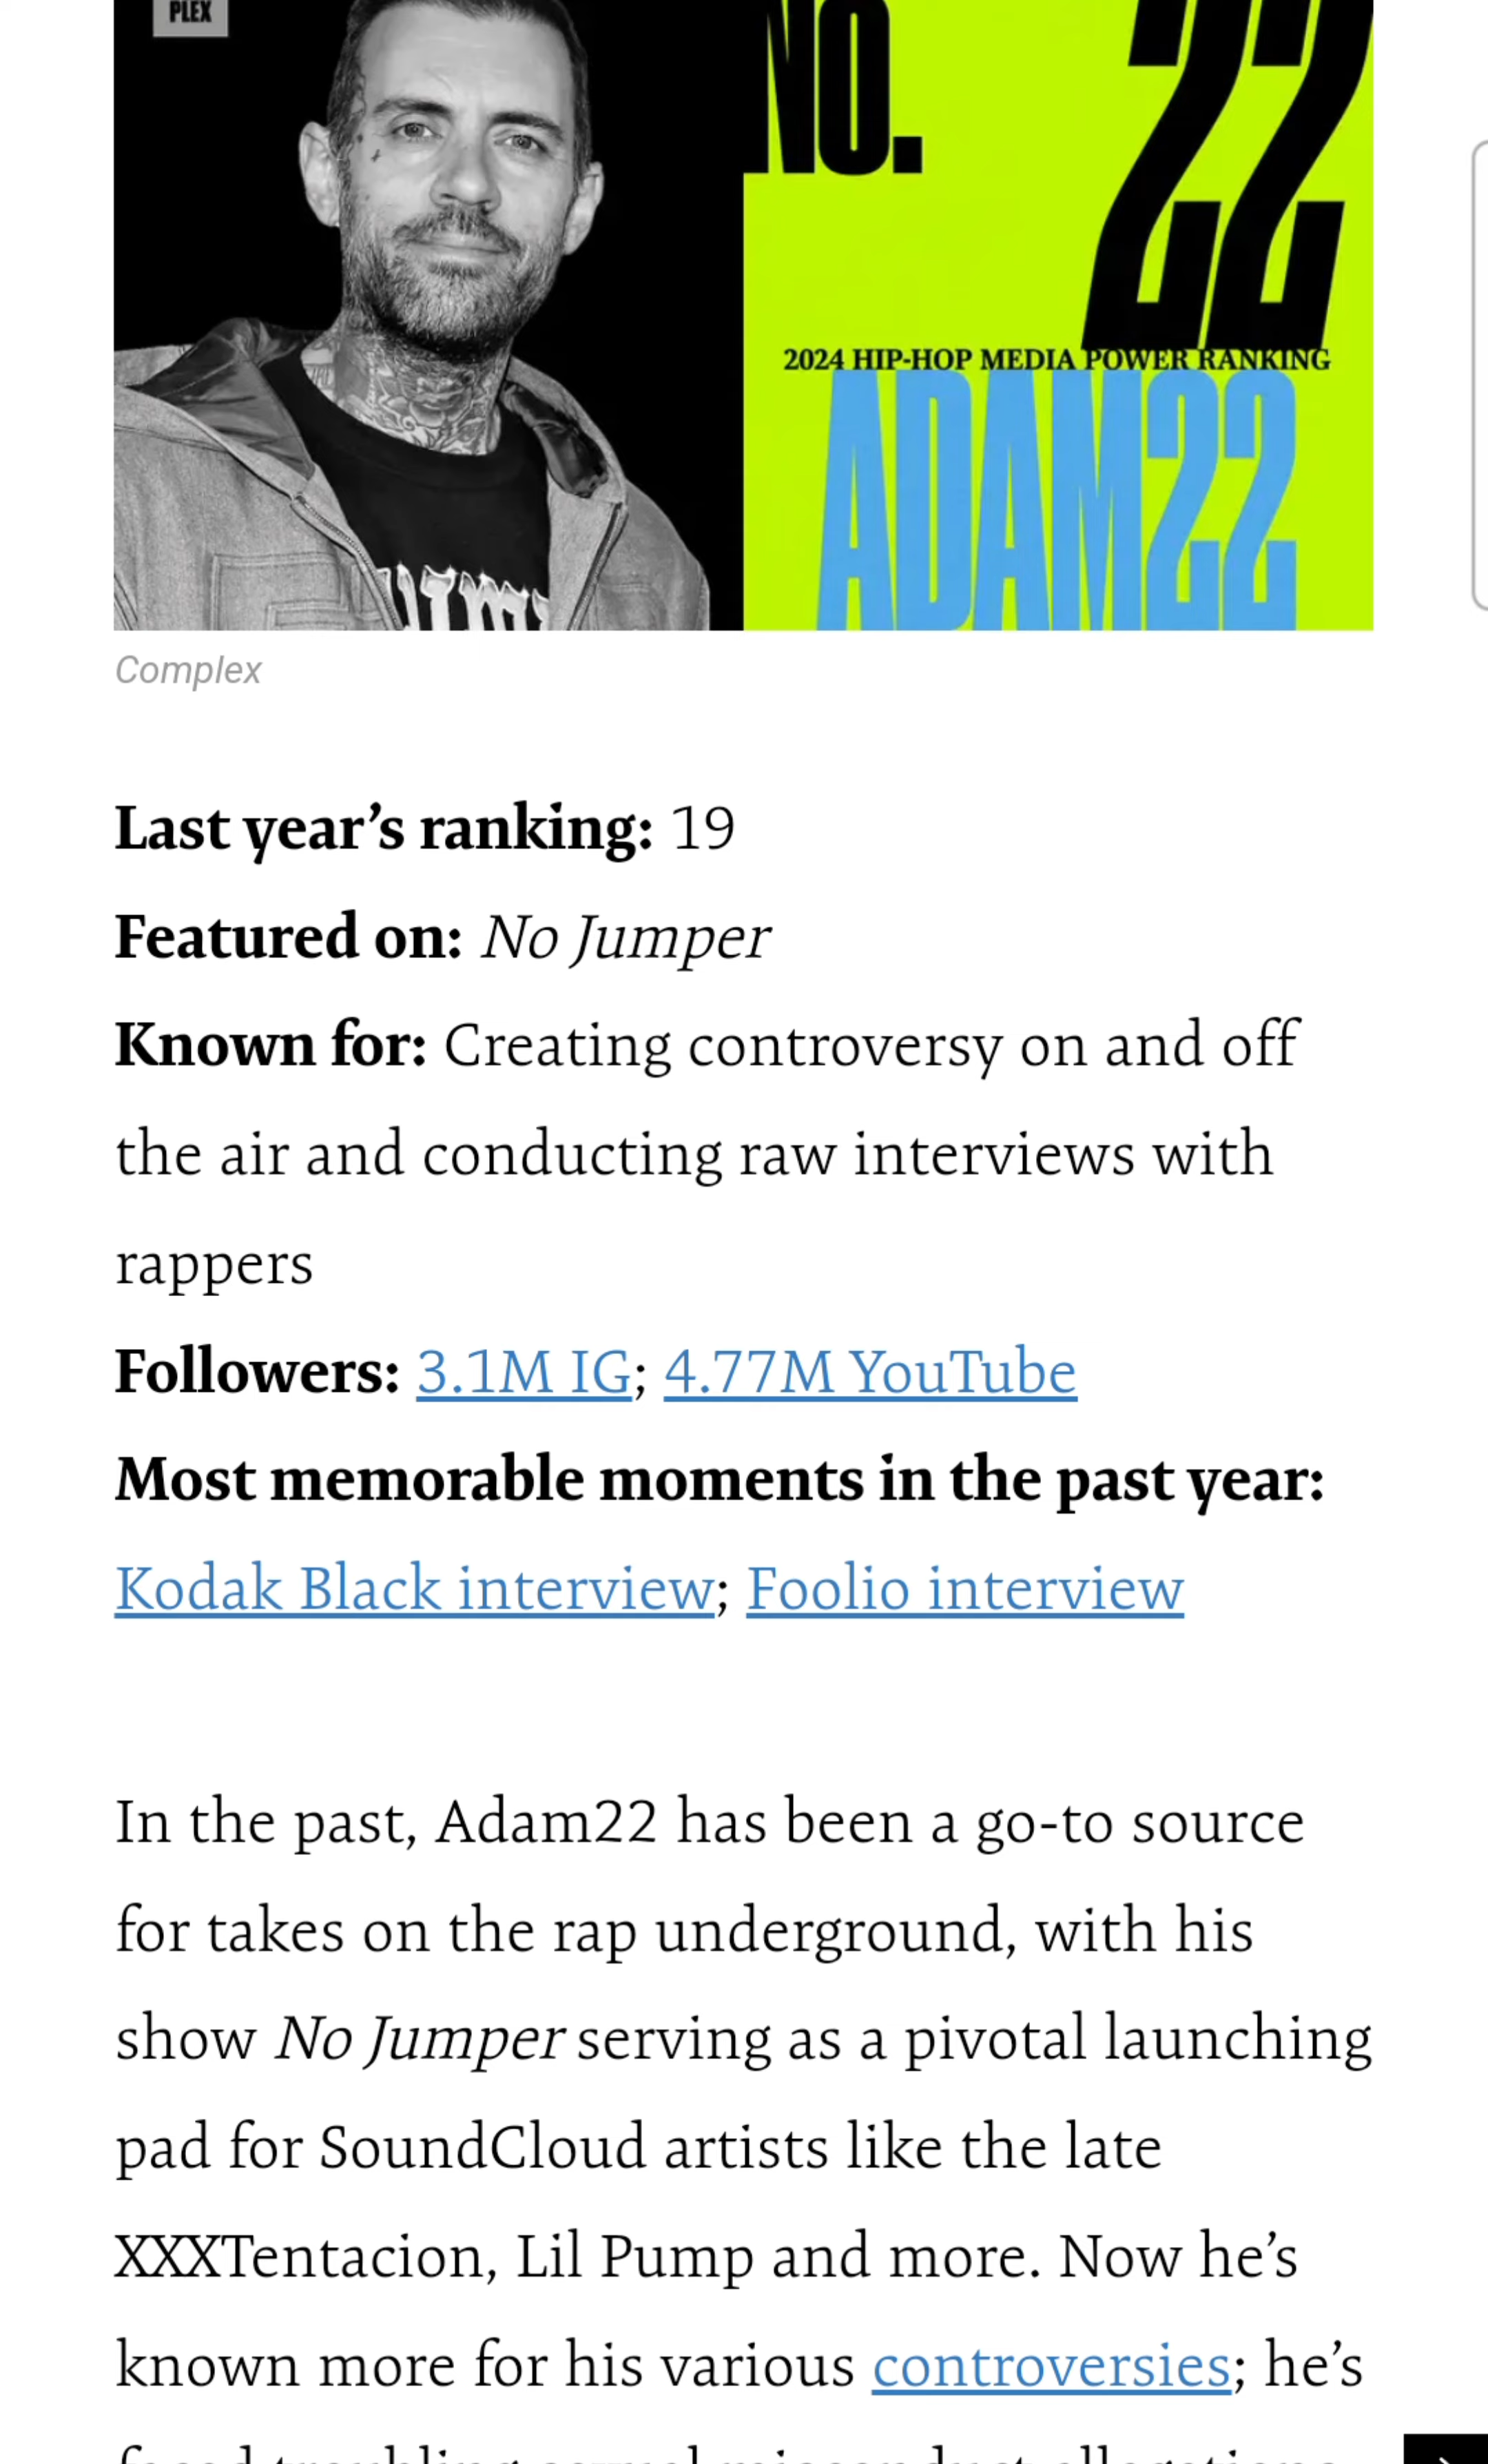 PLEX
NO. 22
2024 HIP-HOP MEDIA POWER RANKING
ADAM22
Complex
Last year’s ranking: 19
Featured on: No Jumper
Known for: Creating controversy on and off
the air and conducting raw interviews with
rappers
Followers: 3.1M IG; 4.77M YouTube
Most memorable moments in the past year:
Kodak Black interview; Foolio interview
In the past, Adam22 has been a go-to source
for takes on the rap underground, with his
show No Jumper serving as a pivotal launching
pad for SoundCloud artists like the late
XXXTentacion, Lil Pump and more. Now he’s
known more for his various controversies; he’s
faced troubling sexual misconduct allegations